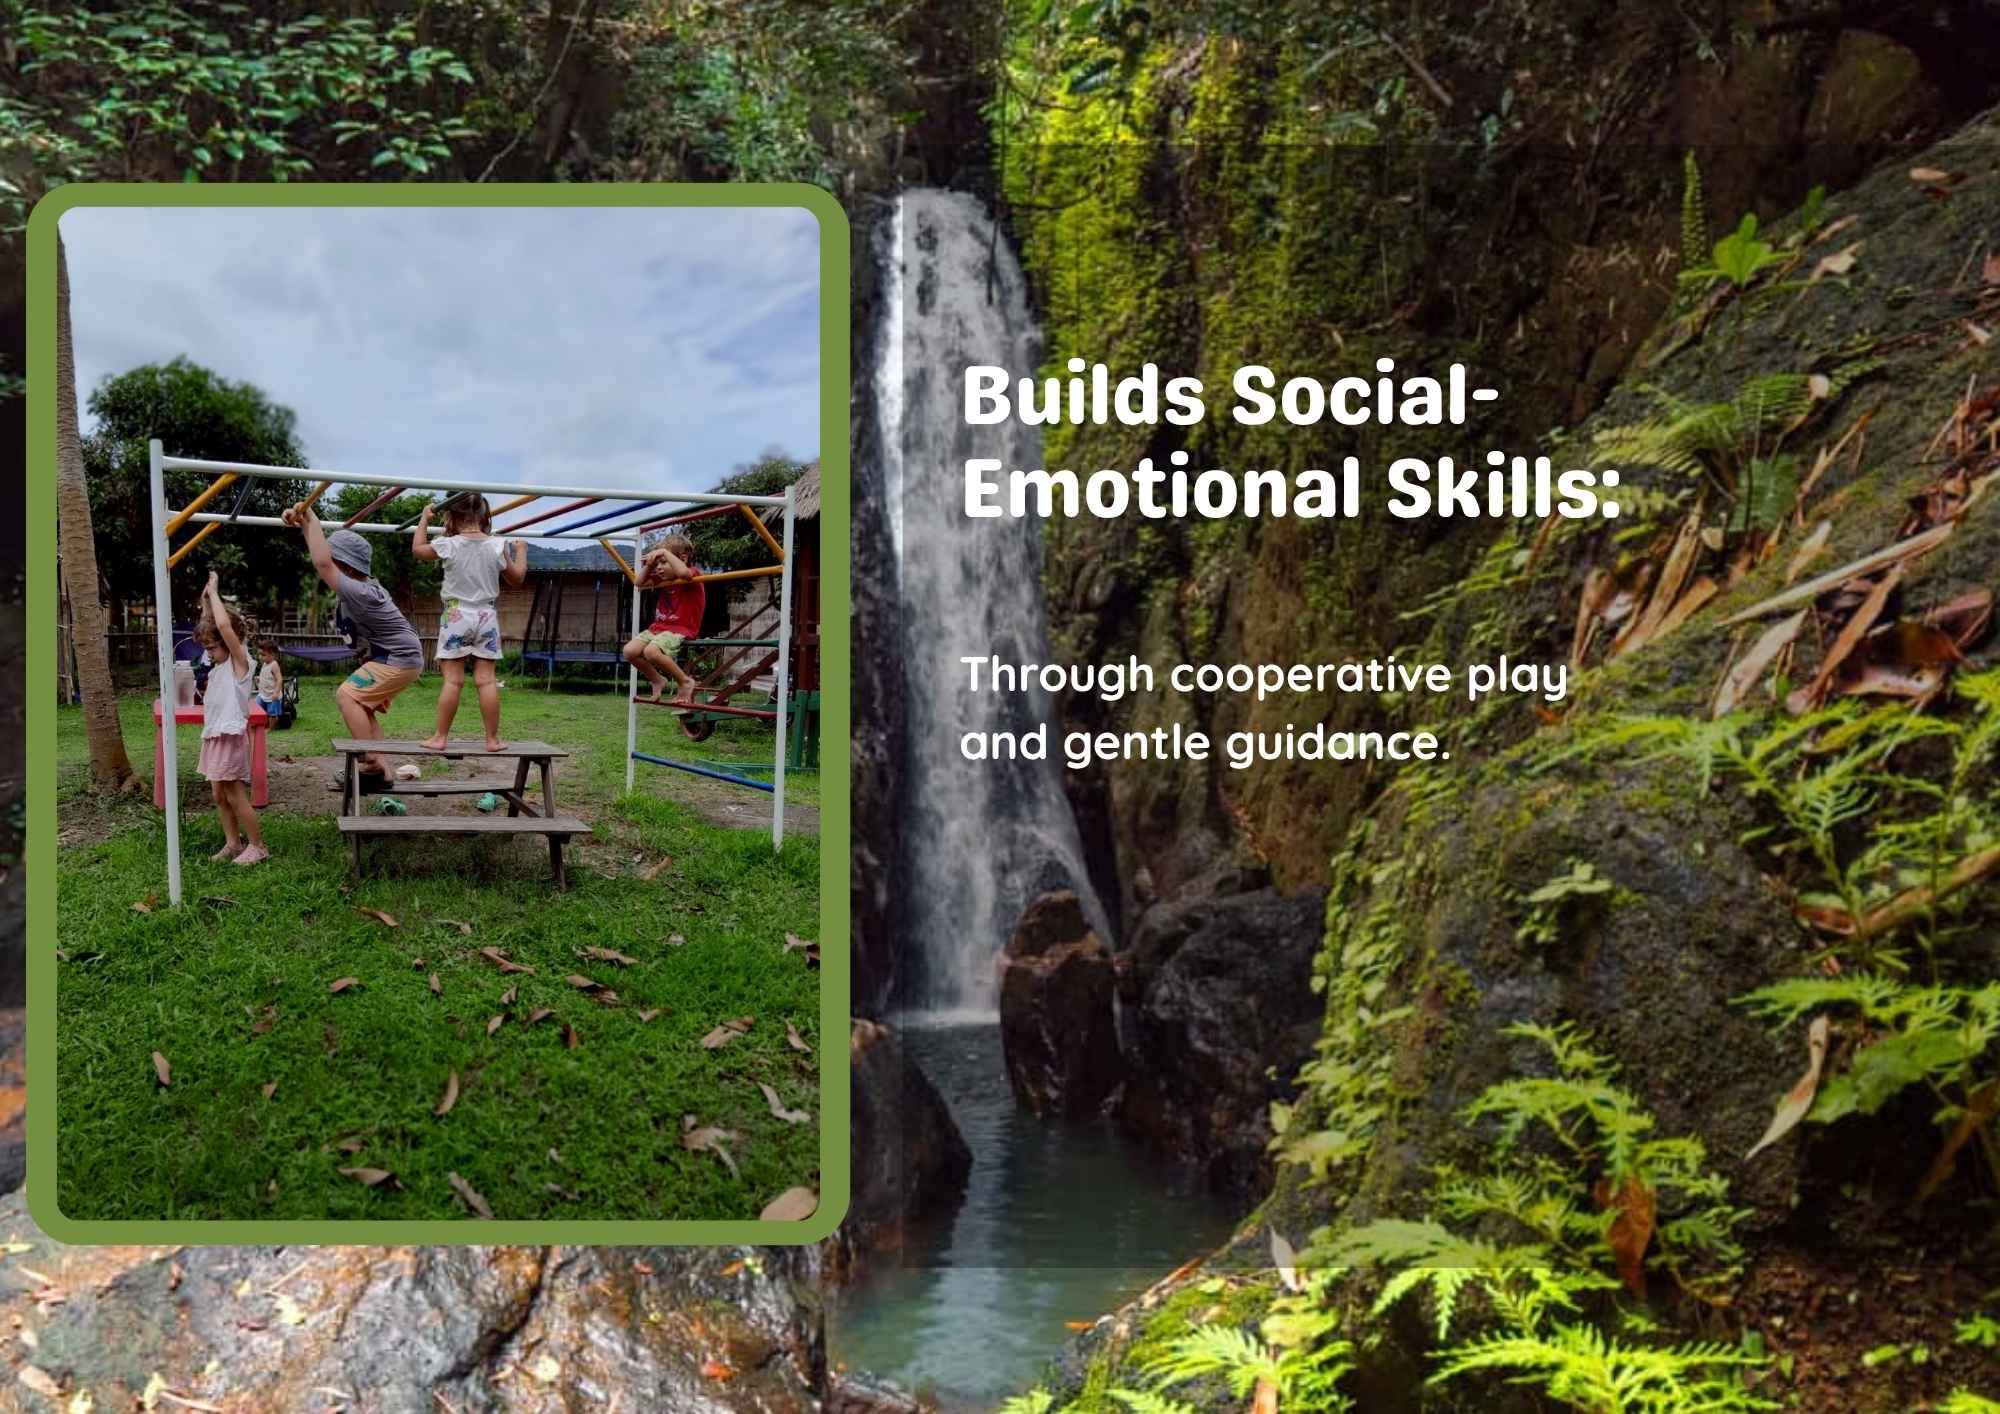 Builds Social-
Emotional Skills:
Through cooperative play
and gentle guidance.